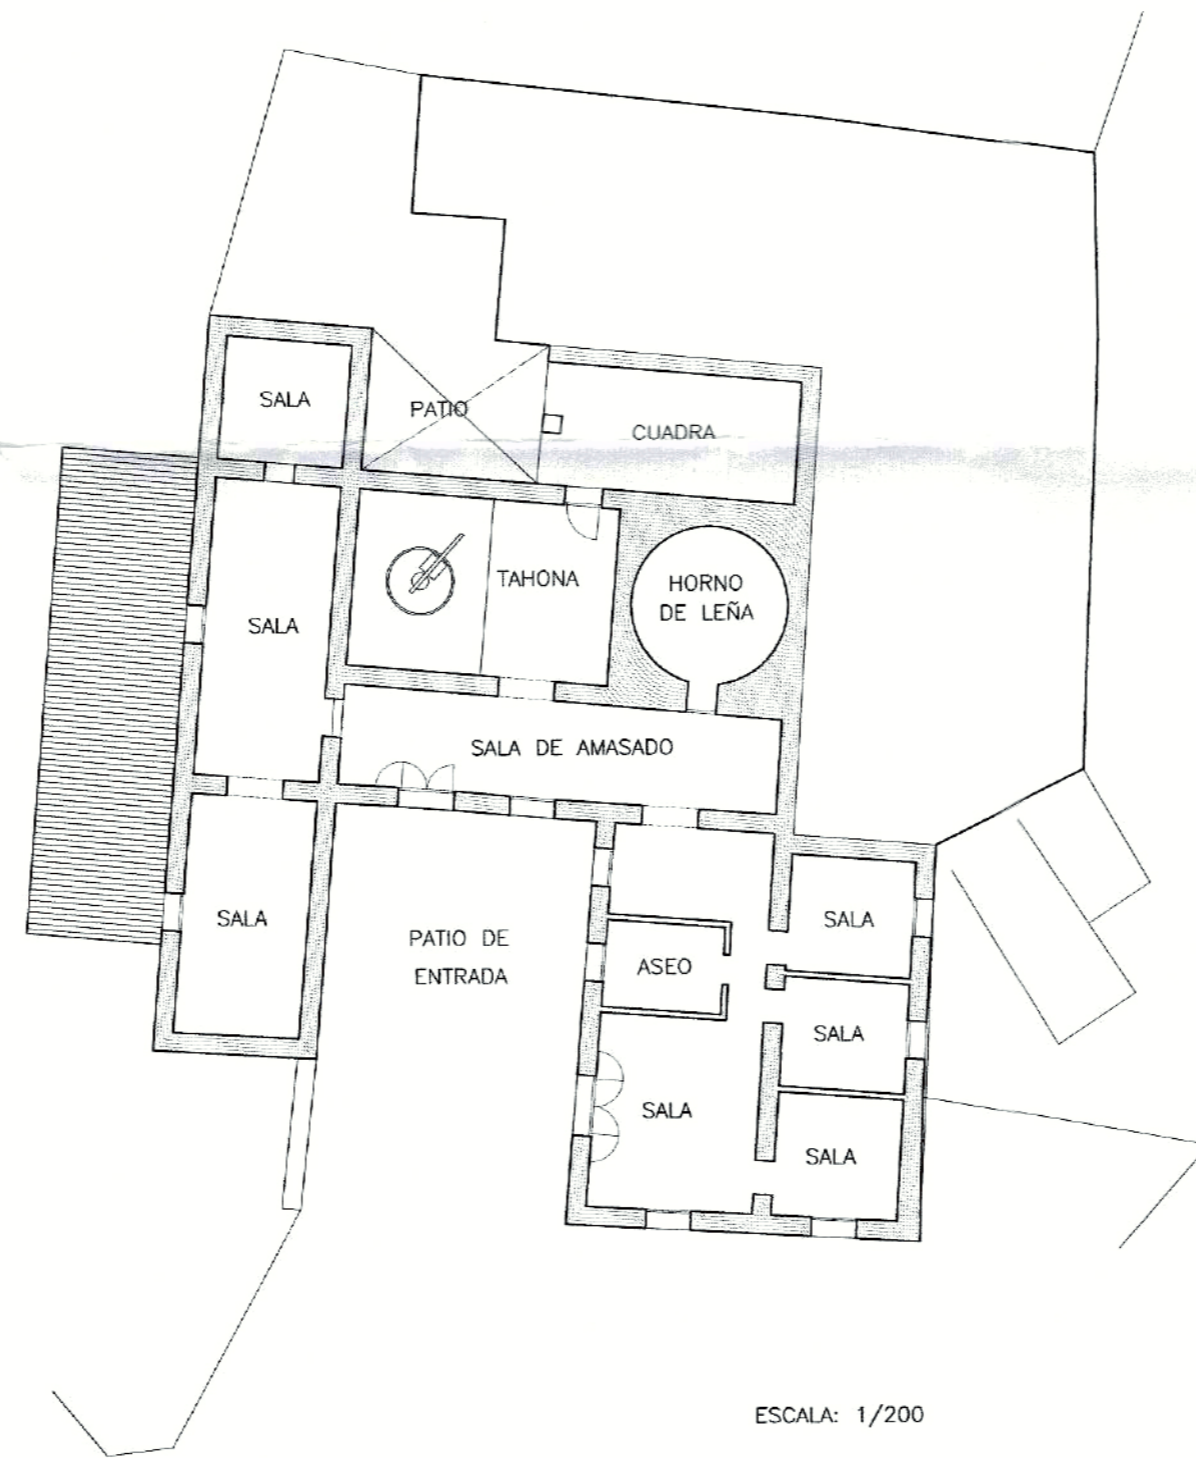 SALA
PATIO
CUADRA
SALA
TAHONA
HORNO
DE LEÑA
SALA DE AMASADO
SALA
PATIO DE
ENTRADA
ASEO
SALA
SALA
SALA
SALA
ESCALA: 1/200